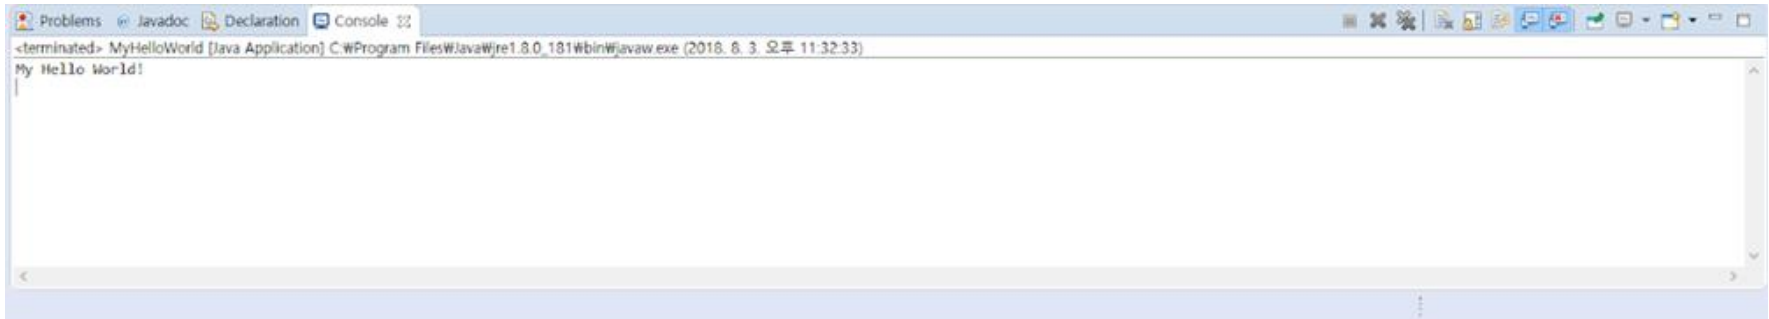 Problems Javadoc Declaration Console
<terminated> MyHelloWorld [Java Application] C:₩Program Files₩Java₩jre1.8.0_181₩bin₩javaw.exe (2018. 8. 3. 오후 11:32:33)
My Hello World!